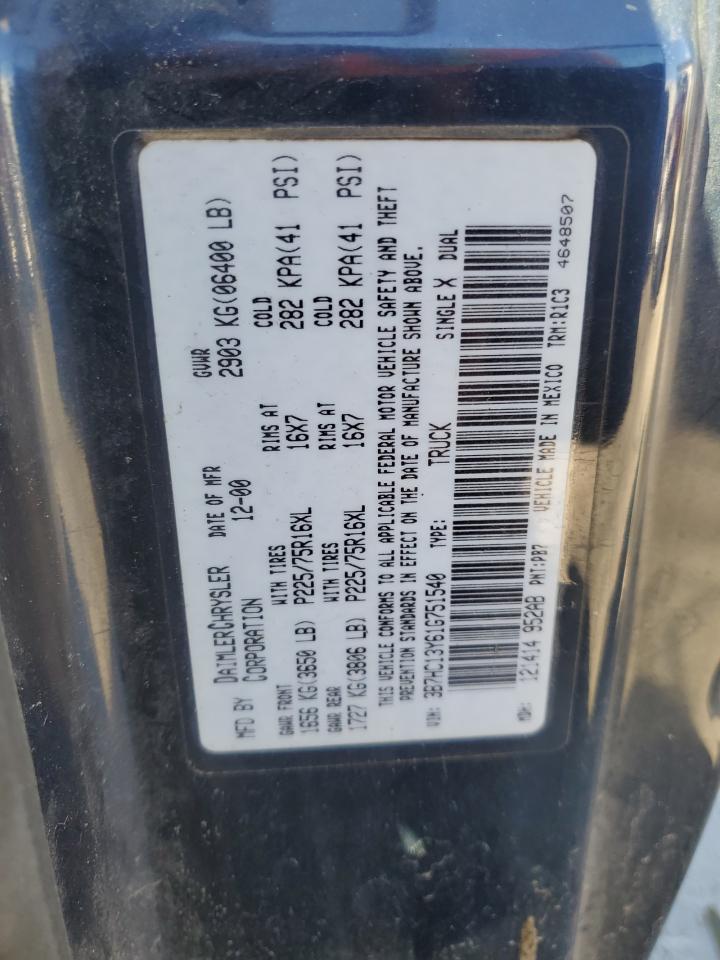 MFD BY DAIMLERCHRYSLER CORPORATION DATE OF MFR 12-00 GVWR 2903 KG(06400 LB)
GAWR FRONT WITH TIRES RIMS AT COLD
1656 KG(3650 LB) P225/75R16XL 16X7 282 KPA(41 PSI)
GAWR REAR WITH TIRES RIMS AT COLD
1727 KG(3806 LB) P225/75R16XL 16X7 282 KPA(41 PSI)
THIS VEHICLE CONFORMS TO ALL APPLICABLE FEDERAL MOTOR VEHICLE SAFETY AND THEFT
PREVENTION STANDARDS IN EFFECT ON THE DATE OF MANUFACTURE SHOWN ABOVE.
VIN: 3B7HC13Y61G751540 TYPE: TRUCK SINGLE X DUAL
MDH: 121414 952AB PNT:PB7 VEHICLE MADE IN MEXICO TRM:R1C3
4648507